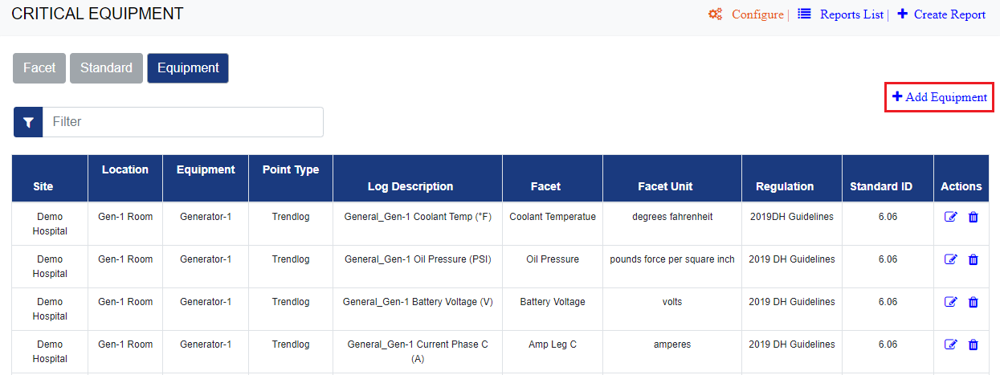 CRITICAL EQUIPMENT
Configure | Reports List | Create Report
Facet Standard Equipment
Add Equipment
Filter
Site Location Equipment Point Type Log Description Facet Facet Unit Regulation Standard ID Actions
Demo Hospital Gen-1 Room Generator-1 Trendlog General_Gen-1 Coolant Temp (°F) Coolant Temperatue degrees fahrenheit 2019DH Guidelines 6.06
Demo Hospital Gen-1 Room Generator-1 Trendlog General_Gen-1 Oil Pressure (PSI) Oil Pressure pounds force per square inch 2019 DH Guidelines 6.06
Demo Hospital Gen-1 Room Generator-1 Trendlog General_Gen-1 Battery Voltage (V) Battery Voltage volts 2019 DH Guidelines 6.06
Demo Hospital Gen-1 Room Generator-1 Trendlog General_Gen-1 Current Phase C (A) Amp Leg C amperes 2019 DH Guidelines 6.06